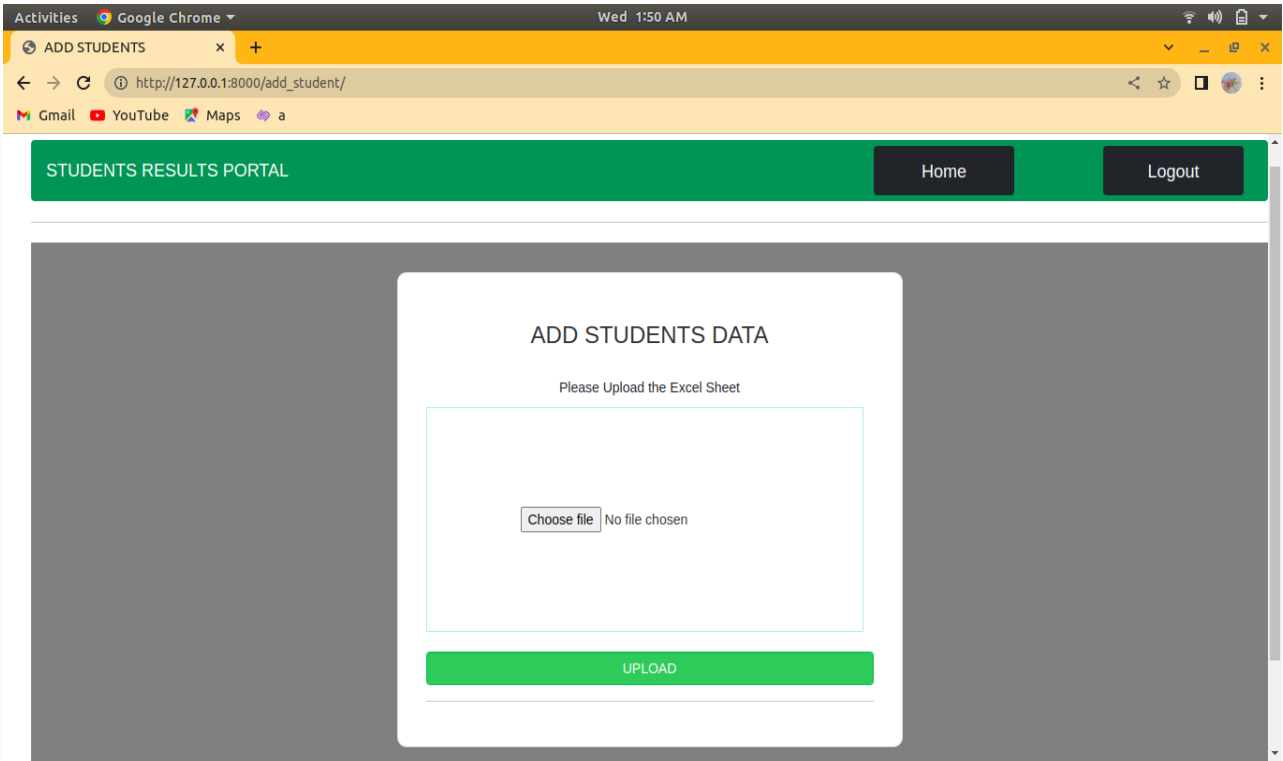 Activities Google Chrome Wed 1:50 AM
ADD STUDENTS
http://127.0.0.1:8000/add_student/
Gmail YouTube Maps a
STUDENTS RESULTS PORTAL Home Logout
ADD STUDENTS DATA
Please Upload the Excel Sheet
Choose file No file chosen
UPLOAD